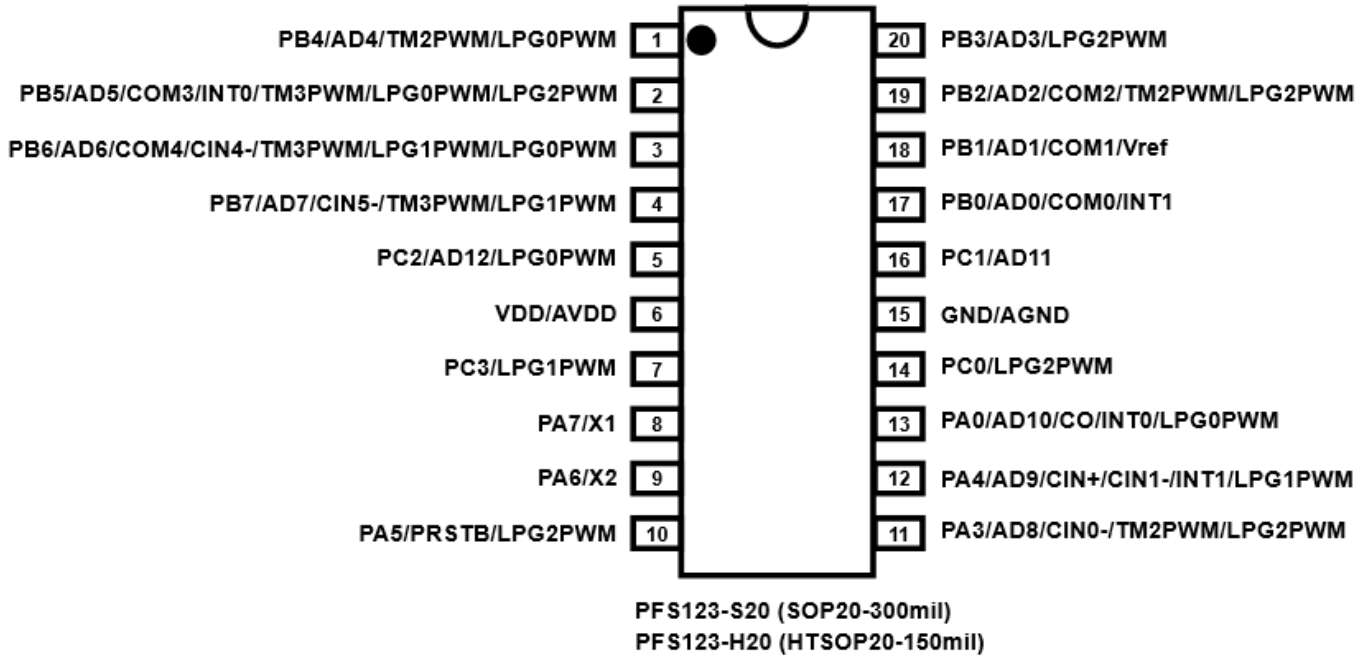 PB4/AD4/TM2PWM/LPG0PWM 1 20 PB3/AD3/LPG2PWM
PB5/AD5/COM3/INT0/TM3PWM/LPG0PWM/LPG2PWM 2 19 PB2/AD2/COM2/TM2PWM/LPG2PWM
PB6/AD6/COM4/CIN4-/TM3PWM/LPG1PWM/LPG0PWM 3 18 PB1/AD1/COM1/Vref
PB7/AD7/CIN5-/TM3PWM/LPG1PWM 4 17 PB0/AD0/COM0/INT1
PC2/AD12/LPG0PWM 5 16 PC1/AD11
VDD/AVDD 6 15 GND/AGND
PC3/LPG1PWM 7 14 PC0/LPG2PWM
PA7/X1 8 13 PA0/AD10/CO/INT0/LPG0PWM
PA6/X2 9 12 PA4/AD9/CIN+/CIN1-/INT1/LPG1PWM
PA5/PRSTB/LPG2PWM 10 11 PA3/AD8/CIN0-/TM2PWM/LPG2PWM
PFS123-S20 (SOP20-300mil)
PFS123-H20 (HTSOP20-150mil)